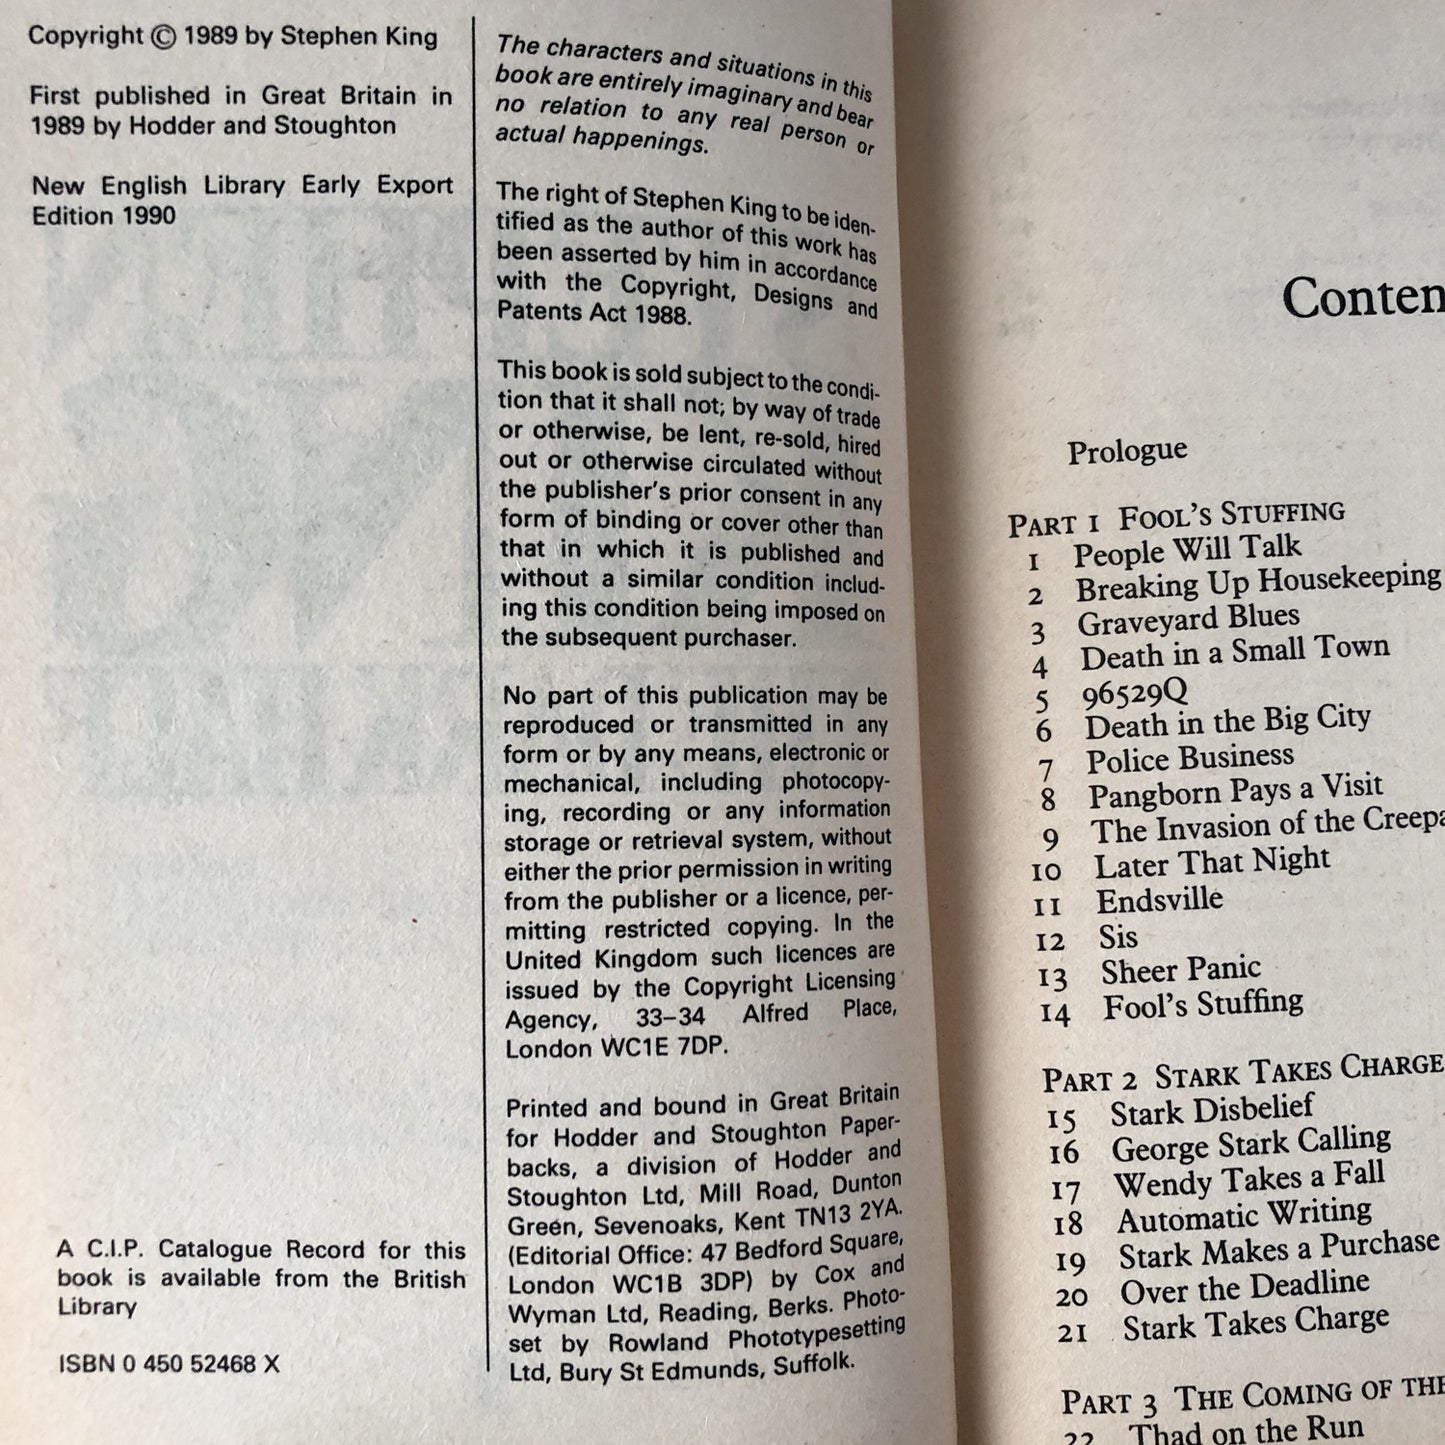 Copyright © 1989 by Stephen King
First published in Great Britain in
1989 by Hodder and Stoughton
New English Library Early Export
Edition 1990
A C.I.P. Catalogue Record for this
book is available from the British
Library
ISBN 0 450 52468 X
The characters and situations in this
book are entirely imaginary and bear
no relation to any real person or
actual happenings.
The right of Stephen King to be iden-
tified as the author of this work has
been asserted by him in accordance
with the Copyright, Designs and
Patents Act 1988.
This book is sold subject to the condi-
tion that it shall not; by way of trade
or otherwise, be lent, re-sold, hired
out or otherwise circulated without
the publisher's prior consent in any
form of binding or cover other than
that in which it is published and
without a similar condition includ-
ing this condition being imposed on
the subsequent purchaser.
No part of this publication may be
reproduced or transmitted in any
form or by any means, electronic or
mechanical, including photocopy-
ing, recording or any information
storage or retrieval system, without
either the prior permission in writing
from the publisher or a licence, per-
mitting restricted copying. In the
United Kingdom such licences are
issued by the Copyright Licensing
Agency, 33–34 Alfred Place,
London WC1E 7DP.
Printed and bound in Great Britain
for Hodder and Stoughton Paper-
backs, a division of Hodder and
Stoughton Ltd, Mill Road, Dunton
Green, Sevenoaks, Kent TN13 2YA.
(Editorial Office: 47 Bedford Square,
London WC1B 3DP) by Cox and
Wyman Ltd, Reading, Berks. Photo-
set by Rowland Phototypesetting
Ltd, Bury St Edmunds, Suffolk.
Conten
Prologue
PART 1 FOOL'S STUFFING
1 People Will Talk
2 Breaking Up Housekeeping
3 Graveyard Blues
4 Death in a Small Town
5 96529Q
6 Death in the Big City
7 Police Business
8 Pangborn Pays a Visit
9 The Invasion of the Creepa
10 Later That Night
11 Endsville
12 Sis
13 Sheer Panic
14 Fool's Stuffing
PART 2 STARK TAKES CHARGE
15 Stark Disbelief
16 George Stark Calling
17 Wendy Takes a Fall
18 Automatic Writing
19 Stark Makes a Purchase
20 Over the Deadline
21 Stark Takes Charge
PART 3 THE COMING OF THE
22 Thad on the Run